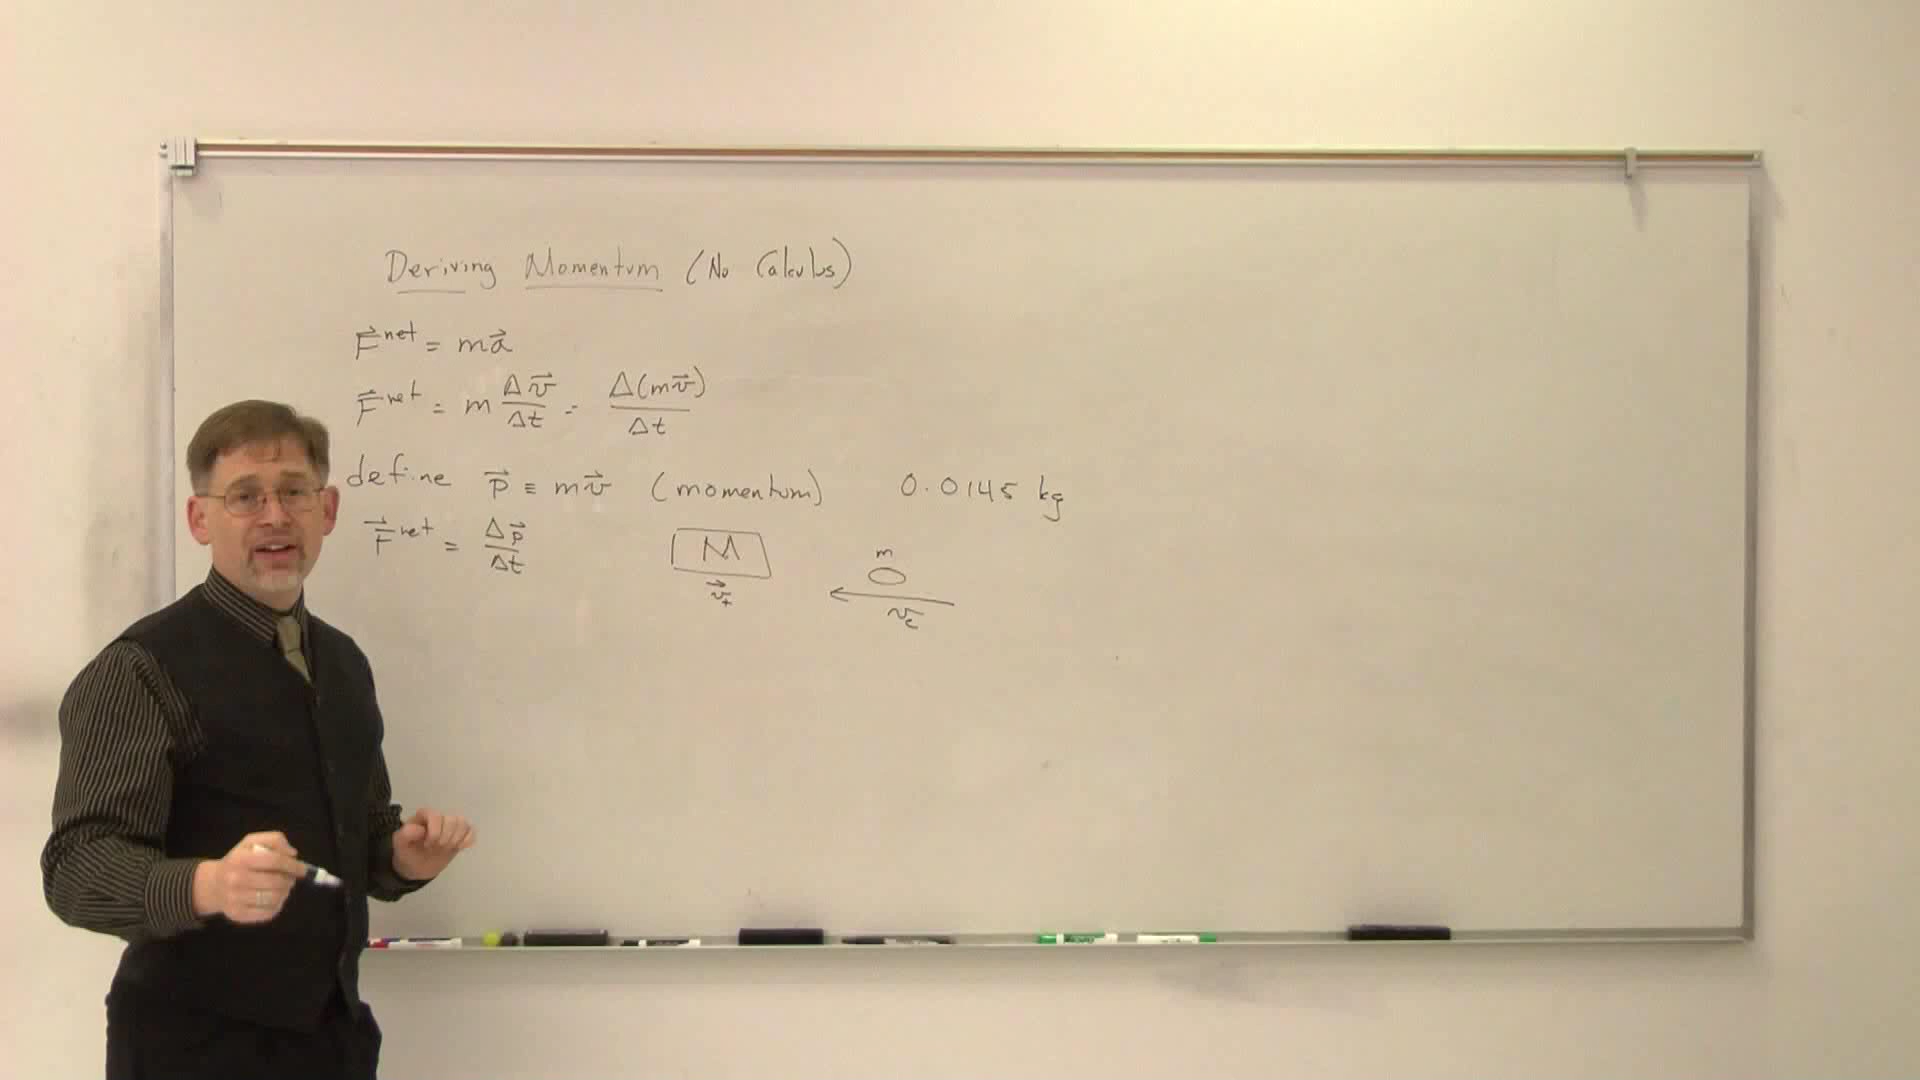 Deriving Momentum (No Calculus)
F⃗ net = ma⃗
F⃗ net = m Δv⃗/Δt = Δ(mv⃗)/Δt
define p⃗ ≡ mv⃗ (momentum) 0.0145 kg
F⃗ net = Δp⃗/Δt
M
m
v⃗
v